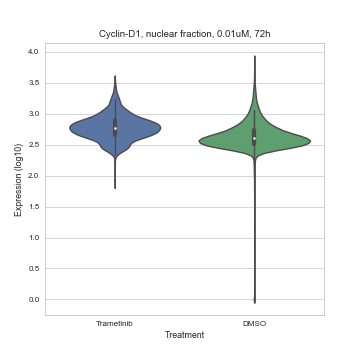 Cyclin-D1, nuclear fraction, 0.01uM, 72h
4.0
3.5
3.0
2.5
2.0
1.5
1.0
0.5
0.0
Expression (log10)
Trametinib
DMSO
Treatment